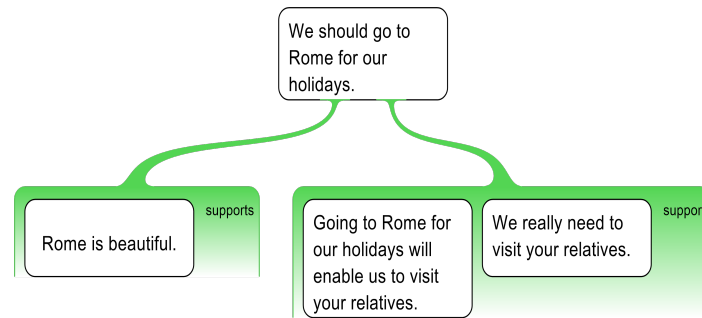 We should go to
Rome for our
holidays.
supports
Rome is beautiful.
Going to Rome for
our holidays will
enable us to visit
your relatives.
We really need to
visit your relatives.
support